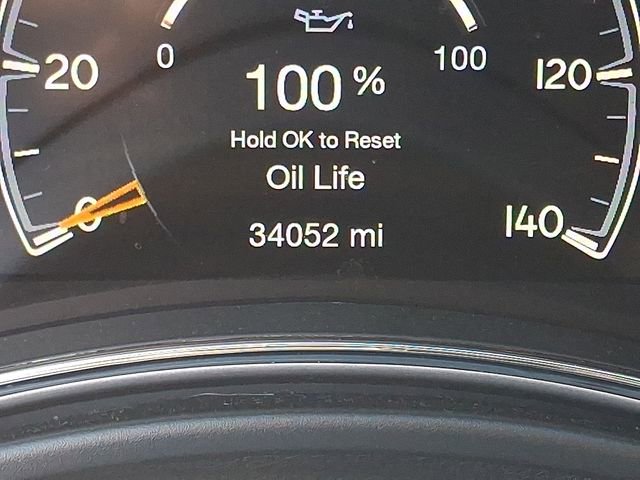 0 100
20 100 % 120
Hold OK to Reset
Oil Life
0 34052 mi 140